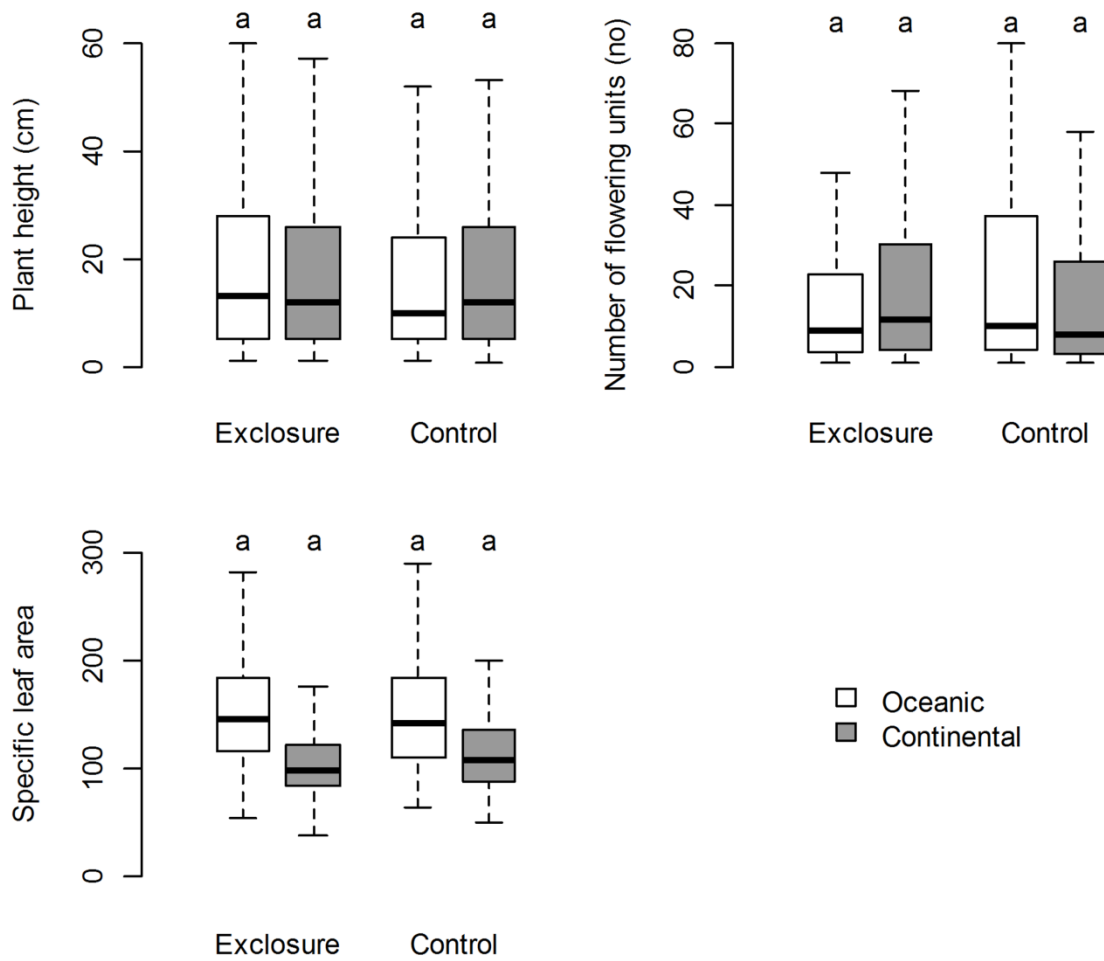 a a a a
Plant height (cm)
60
40
20
0
Exclosure Control
a a a a
Number of flowering units (no)
80
60
40
20
0
Exclosure Control
a a a a
Specific leaf area
300
200
100
0
Exclosure Control
Oceanic
Continental